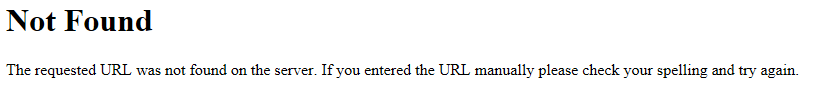 Not Found
The requested URL was not found on the server. If you entered the URL manually please check your spelling and try again.